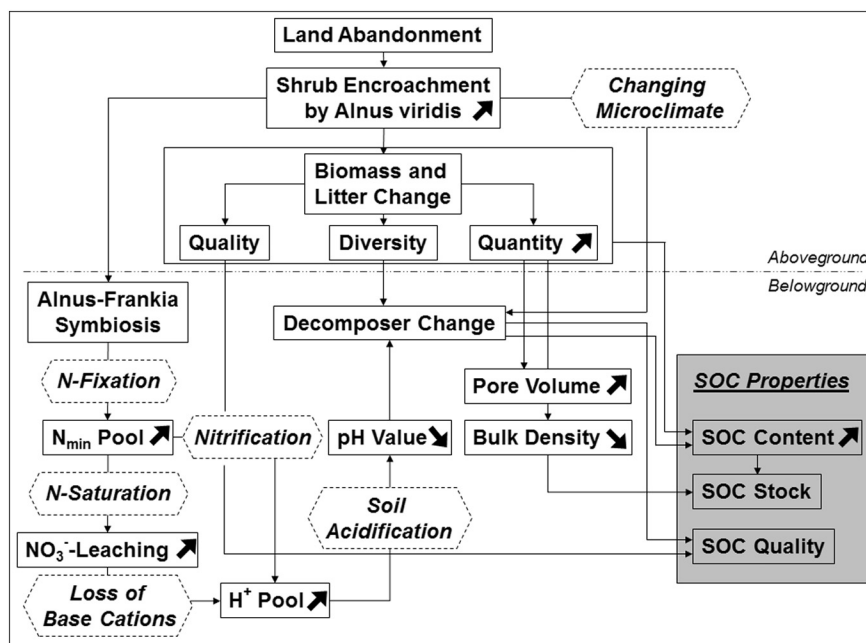 Land Abandonment
Shrub Encroachment
by Alnus viridis
Changing
Microclimate
Biomass and
Litter Change
Quality
Diversity
Quantity
Aboveground
Belowground
Alnus-Frankia
Symbiosis
Decomposer Change
N-Fixation
Pore Volume
SOC Properties
Nmin Pool
Nitrification
pH Value
Bulk Density
SOC Content
N-Saturation
Soil
Acidification
SOC Stock
NO3⁻-Leaching
SOC Quality
Loss of
Base Cations
H⁺ Pool